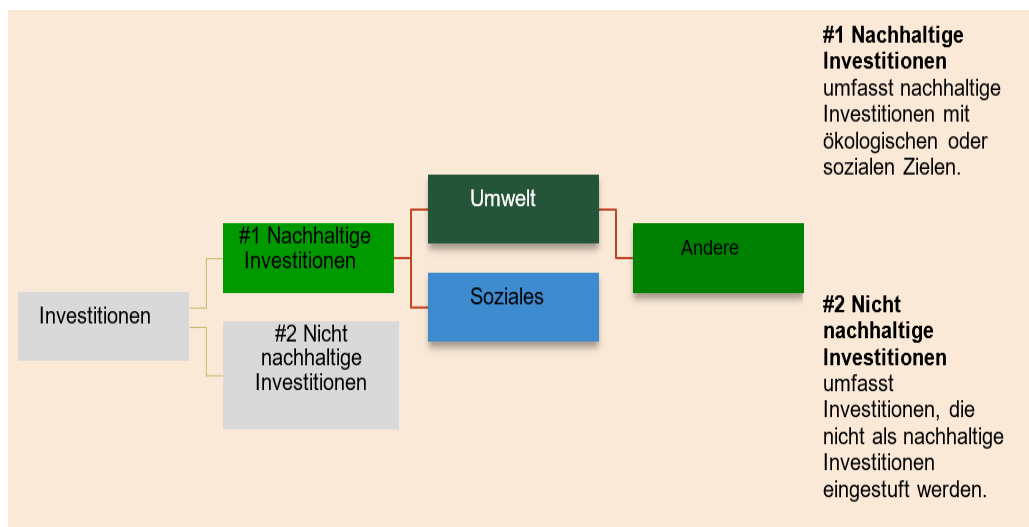 Investitionen
#1 Nachhaltige
Investitionen
#2 Nicht
nachhaltige
Investitionen
Umwelt
Soziales
Andere
#1 Nachhaltige
Investitionen
umfasst nachhaltige
Investitionen mit
ökologischen oder
sozialen Zielen.
#2 Nicht
nachhaltige
Investitionen
umfasst
Investitionen, die
nicht als nachhaltige
Investitionen
eingestuft werden.